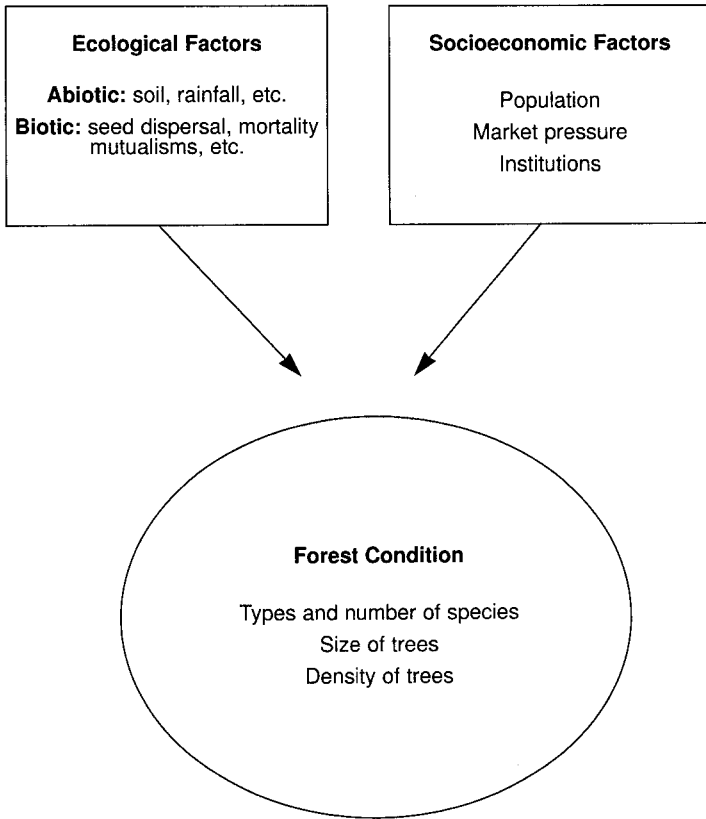 Ecological Factors
Abiotic: soil, rainfall, etc.
Biotic: seed dispersal, mortality
mutualisms, etc.
Socioeconomic Factors
Population
Market pressure
Institutions
Forest Condition
Types and number of species
Size of trees
Density of trees